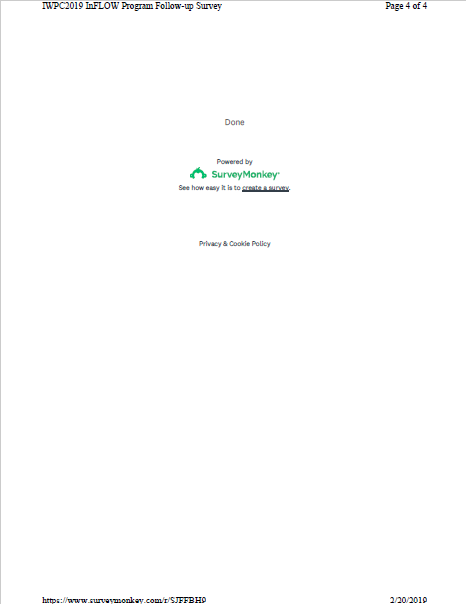 IWPC2019 InFLOW Program Follow-up Survey Page 4 of 4
Done
Powered by
SurveyMonkey
See how easy it is to create a survey.
Privacy & Cookie Policy
https://www.surveymonkey.com/r/SJFFBH9 2/20/2019